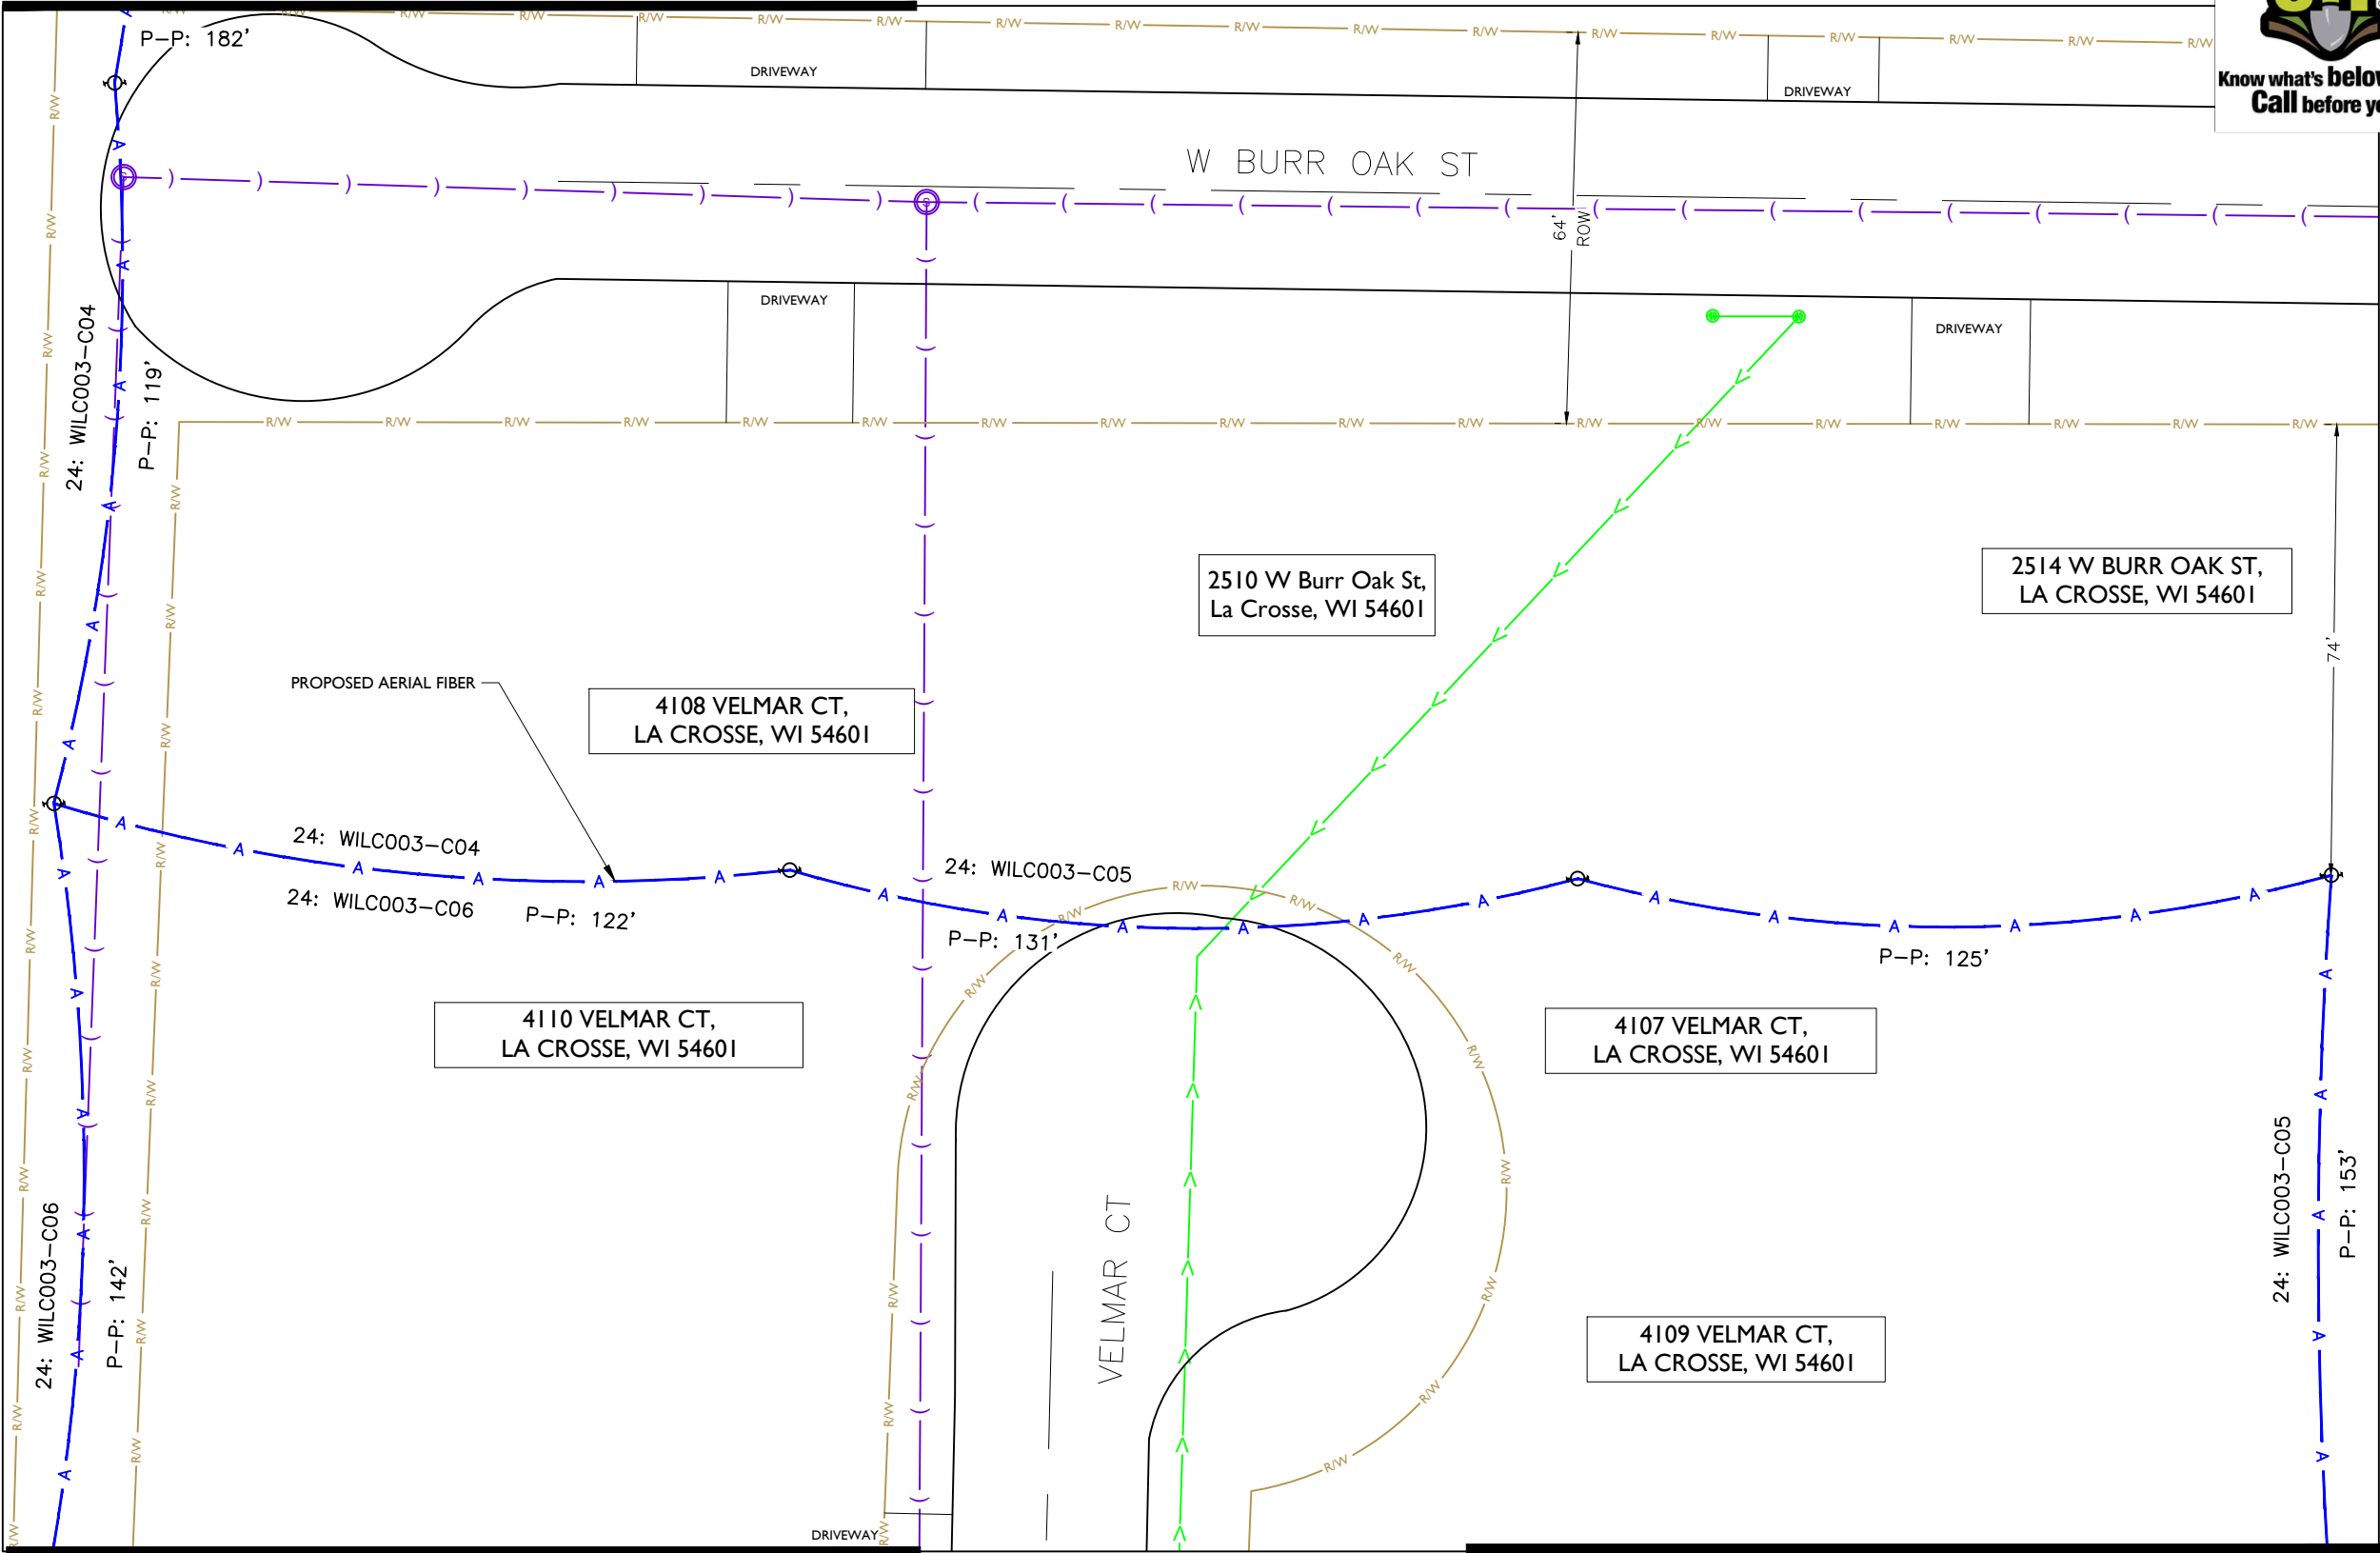 P-P: 182'
DRIVEWAY
DRIVEWAY
Know what's
Call before
W BURR OAK ST
64'
ROW
DRIVEWAY
DRIVEWAY
24: WILC003-C04
P-P: 119'
2510 W Burr Oak St,
La Crosse, WI 54601
2514 W BURR OAK ST,
LA CROSSE, WI 54601
74'
PROPOSED AERIAL FIBER
4108 VELMAR CT,
LA CROSSE, WI 54601
24: WILC003-C04
24: WILC003-C06
P-P: 122'
24: WILC003-C05
P-P: 131'
P-P: 125'
4110 VELMAR CT,
LA CROSSE, WI 54601
4107 VELMAR CT,
LA CROSSE, WI 54601
24: WILC003-C06
P-P: 142'
VELMAR CT
24: WILC003-C05
P-P: 153'
4109 VELMAR CT,
LA CROSSE, WI 54601
DRIVEWAY
R/W
A
S